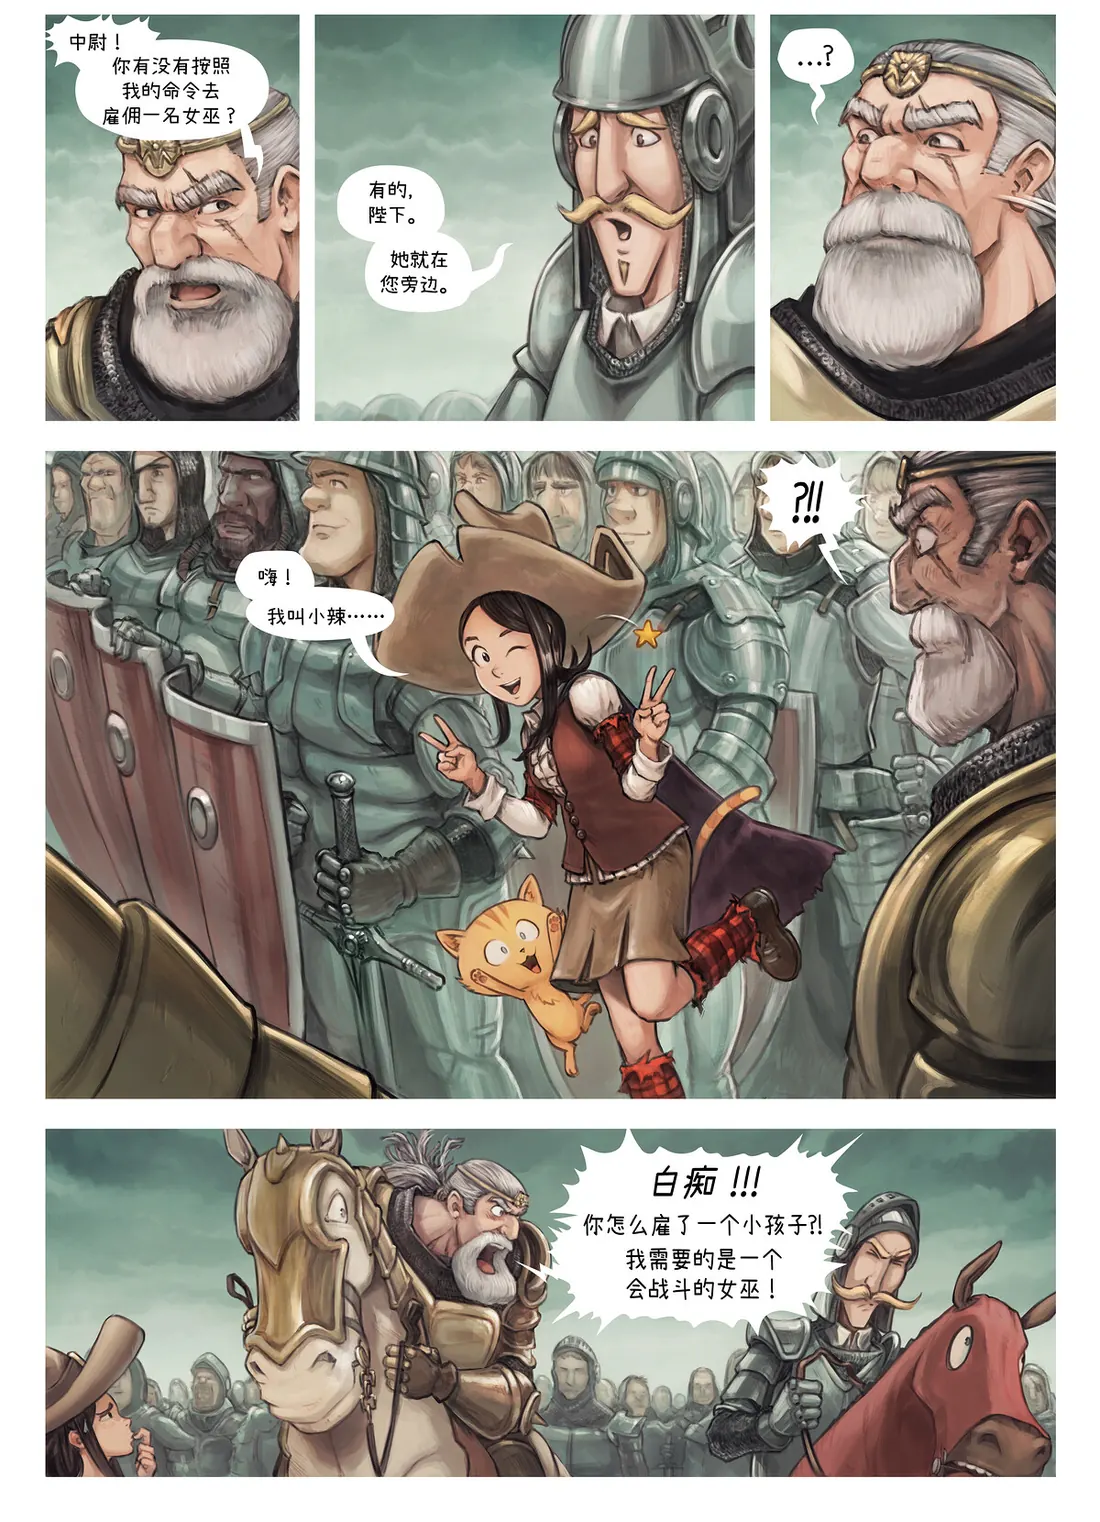 中尉！
你有没有按照
我的命令去
雇佣一名女巫？
有的，
陛下。
她就在
您旁边。
...?
?!!
嗨！
我叫小辣……
白痴 !!!
你怎么雇了一个小孩子?!
我需要的是一个
会战斗的女巫！